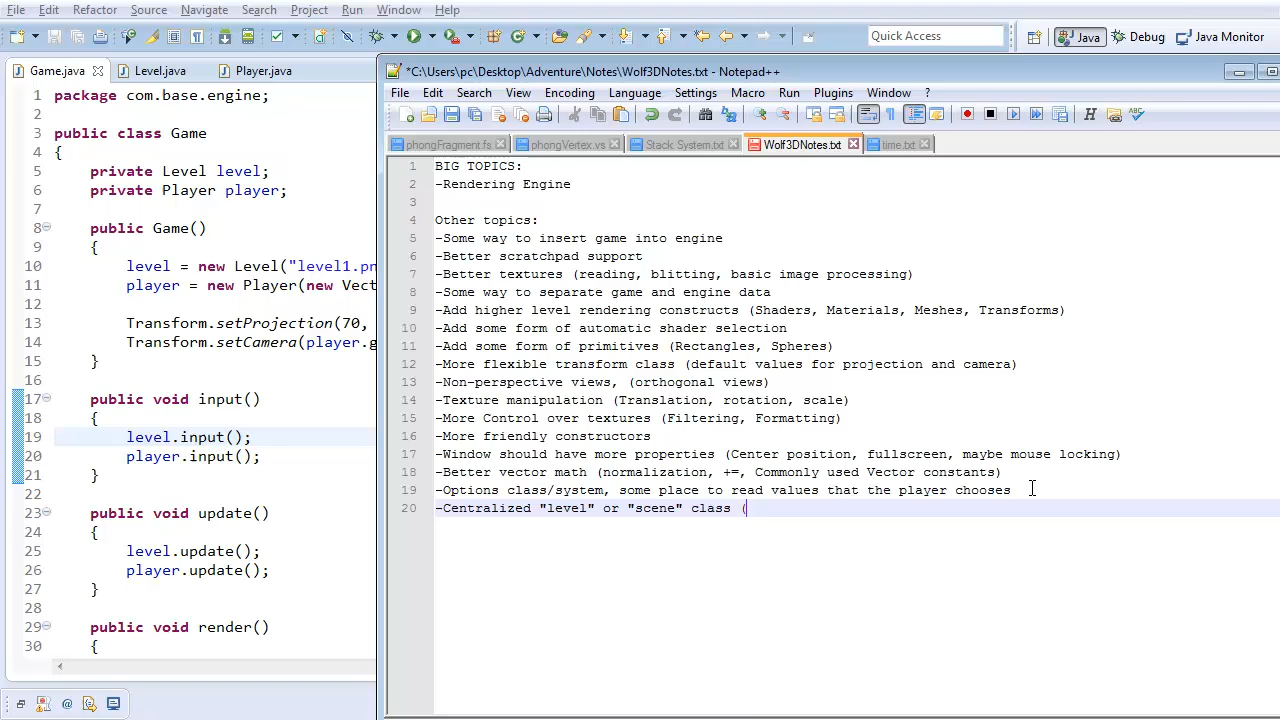 File Edit Refactor Source Navigate Search Project Run Window Help
Quick Access
Java
Debug
Java Monitor
Game.java
Level.java
Player.java
1 package com.base.engine;
2
3 public class Game
4 {
5 private Level level;
6 private Player player;
7
8 public Game()
9 {
10 level = new Level("level1.pn
11 player = new Player(new Vect
12
13 Transform.setProjection(70,
14 Transform.setCamera(player.g
15 }
16
17 public void input()
18 {
19 level.input();
20 player.input();
21 }
22
23 public void update()
24 {
25 level.update();
26 player.update();
27 }
28
29 public void render()
30 {
*C:\Users\pc\Desktop\Adventure\Notes\Wolf3DNotes.txt - Notepad++
File Edit Search View Encoding Language Settings Macro Run Plugins Window ?
phongFragment.fs
phongVertex.vs
Stack System.txt
Wolf3DNotes.txt
time.txt
1 BIG TOPICS:
2 -Rendering Engine
3
4 Other topics:
5 -Some way to insert game into engine
6 -Better scratchpad support
7 -Better textures (reading, blitting, basic image processing)
8 -Some way to separate game and engine data
9 -Add higher level rendering constructs (Shaders, Materials, Meshes, Transforms)
10 -Add some form of automatic shader selection
11 -Add some form of primitives (Rectangles, Spheres)
12 -More flexible transform class (default values for projection and camera)
13 -Non-perspective views, (orthogonal views)
14 -Texture manipulation (Translation, rotation, scale)
15 -More Control over textures (Filtering, Formatting)
16 -More friendly constructors
17 -Window should have more properties (Center position, fullscreen, maybe mouse locking)
18 -Better vector math (normalization, +=, Commonly used Vector constants)
19 -Options class/system, some place to read values that the player chooses
20 -Centralized "level" or "scene" class (